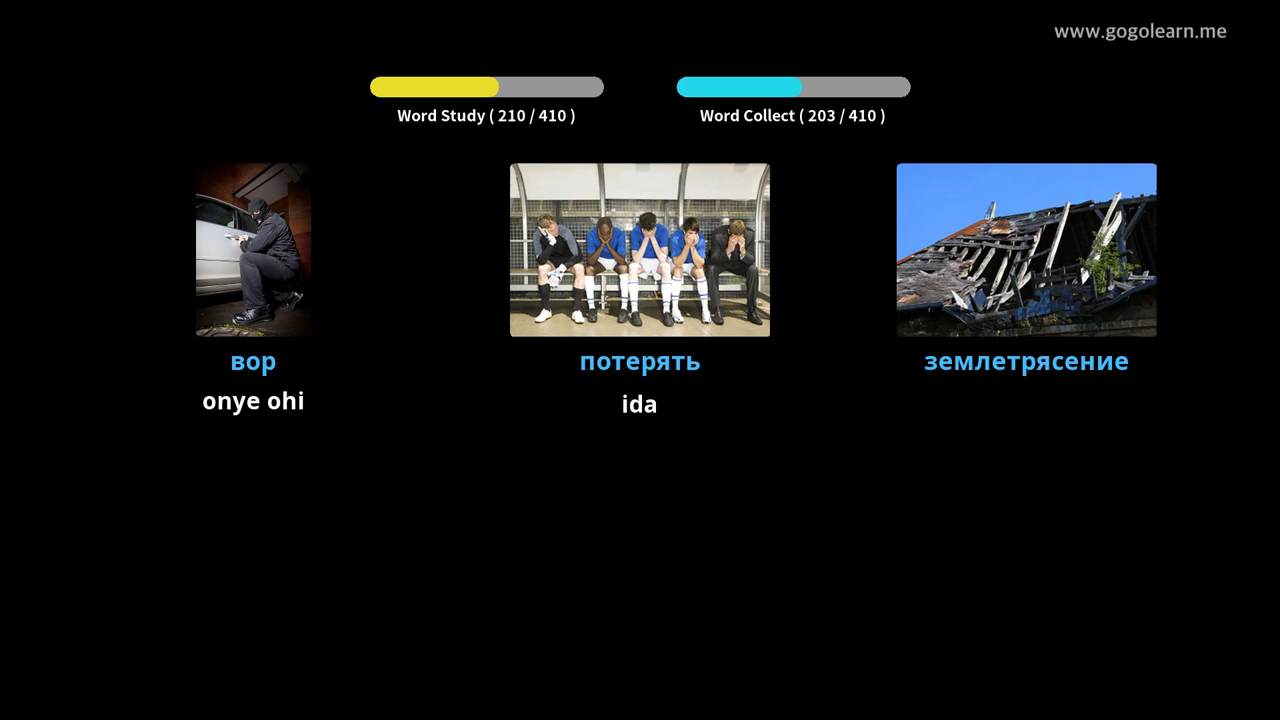 www.gogolearn.me
Word Study ( 210 / 410 )
Word Collect ( 203 / 410 )
вор
потерять
землетрясение
onye ohi
ida